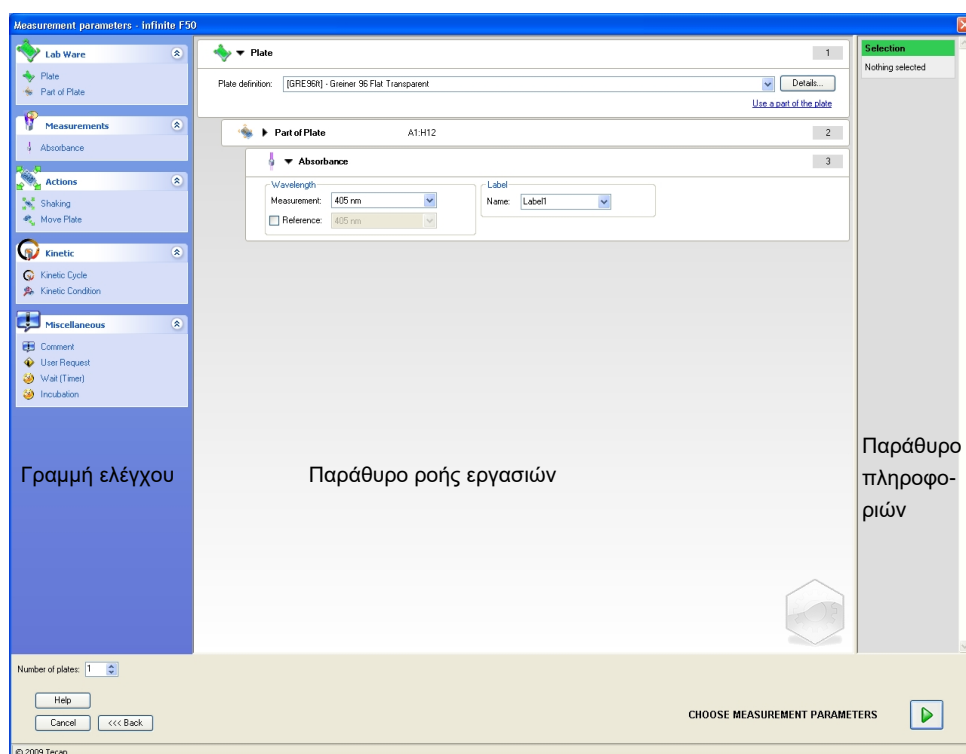 Measurement parameters - infinite F50
Lab Ware
Plate
Part of Plate
Measurements
Absorbance
Actions
Shaking
Move Plate
Kinetic
Kinetic Cycle
Kinetic Condition
Miscellaneous
Comment
User Request
Wait (Timer)
Incubation
Γραμμή ελέγχου
Plate 1
Plate definition: [GRE96ft] - Greiner 96 Flat Transparent Details...
Use a part of the plate
Part of Plate A1:H12 2
Absorbance 3
Wavelength
Measurement: 405 nm
Reference: 405 nm
Label
Name: Label1
Παράθυρο ροής εργασιών
Selection
Nothing selected
Παράθυρο
πληροφο-
ριών
Number of plates: 1
Help
Cancel <<< Back
CHOOSE MEASUREMENT PARAMETERS
© 2009 Tecan